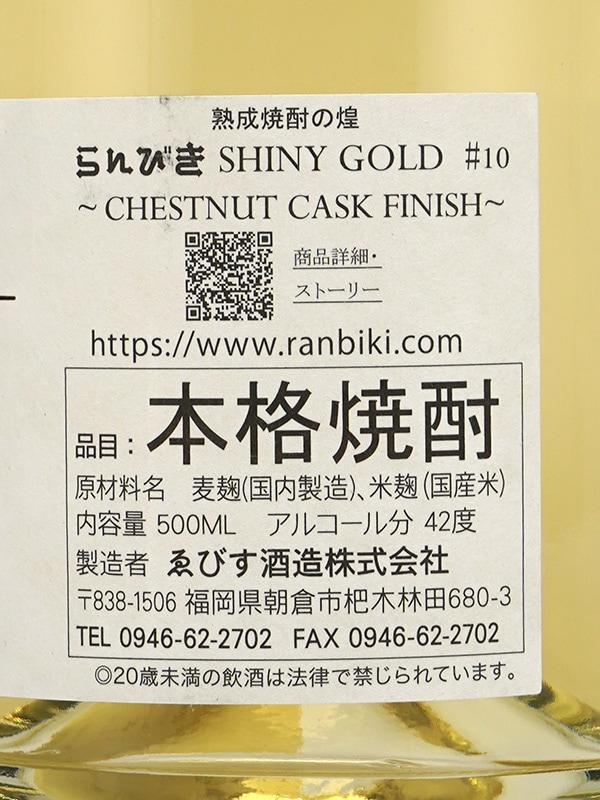 熟成焼酎の煌
らんびき SHINY GOLD #10
~CHESTNUT CASK FINISH~
商品詳細・
ストーリー
https://www.ranbiki.com
品目：本格焼酎
原材料名 麦麹(国内製造)、米麹(国産米)
内容量 500ML アルコール分 42度
製造者 ゑびす酒造株式会社
〒838-1506 福岡県朝倉市杷木林田680-3
TEL 0946-62-2702 FAX 0946-62-2702
◎20歳未満の飲酒は法律で禁じられています。